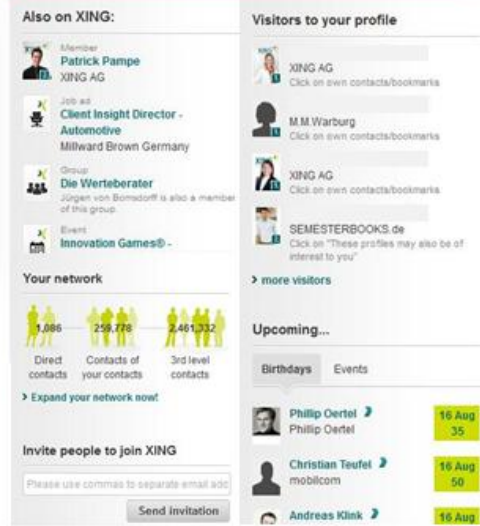 Also on XING:
Member
Patrick Pampe
XING AG
Job ad
Client Insight Director -
Automotive
Millward Brown Germany
Group
Die Werteberater
Jürgen von Bomsdorff is also a member
of this group.
Event
Innovation Games® -
Your network
1,086 259,778 2,461,332
Direct contacts
Contacts of your contacts
3rd level contacts
Expand your network now!
Invite people to join XING
Please use commas to separate email add
Send invitation
Visitors to your profile
XING AG
Click on own contacts/bookmarks
M.M.Warburg
Click on own contacts/bookmarks
XING AG
Click on own contacts/bookmarks
SEMESTERBOOKS.de
Click on "These profiles may also be of
interest to you"
more visitors
Upcoming...
Birthdays Events
Phillip Oertel
Phillip Oertel
16 Aug
35
Christian Teufel
mobilcom
16 Aug
50
Andreas Klink
16 Aug